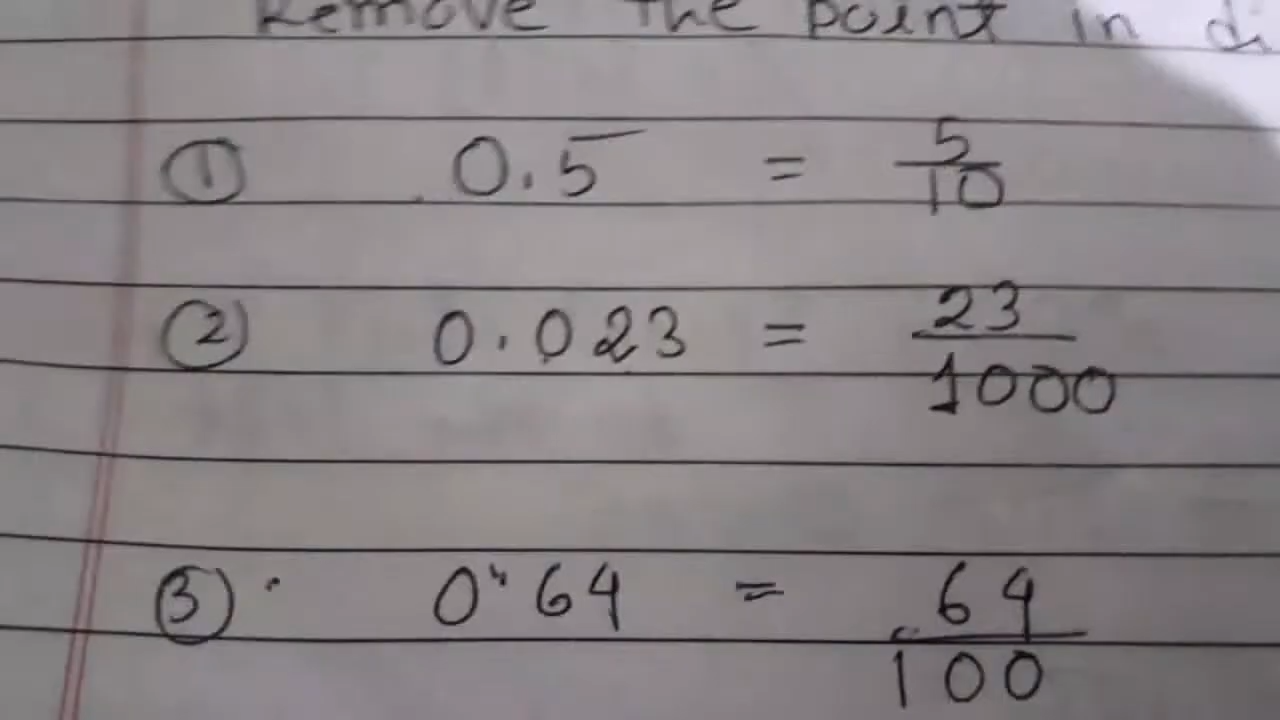 Remove the point in di
① 0.5 = 5/10
② 0.023 = 23/1000
③ 0.64 = 64/100